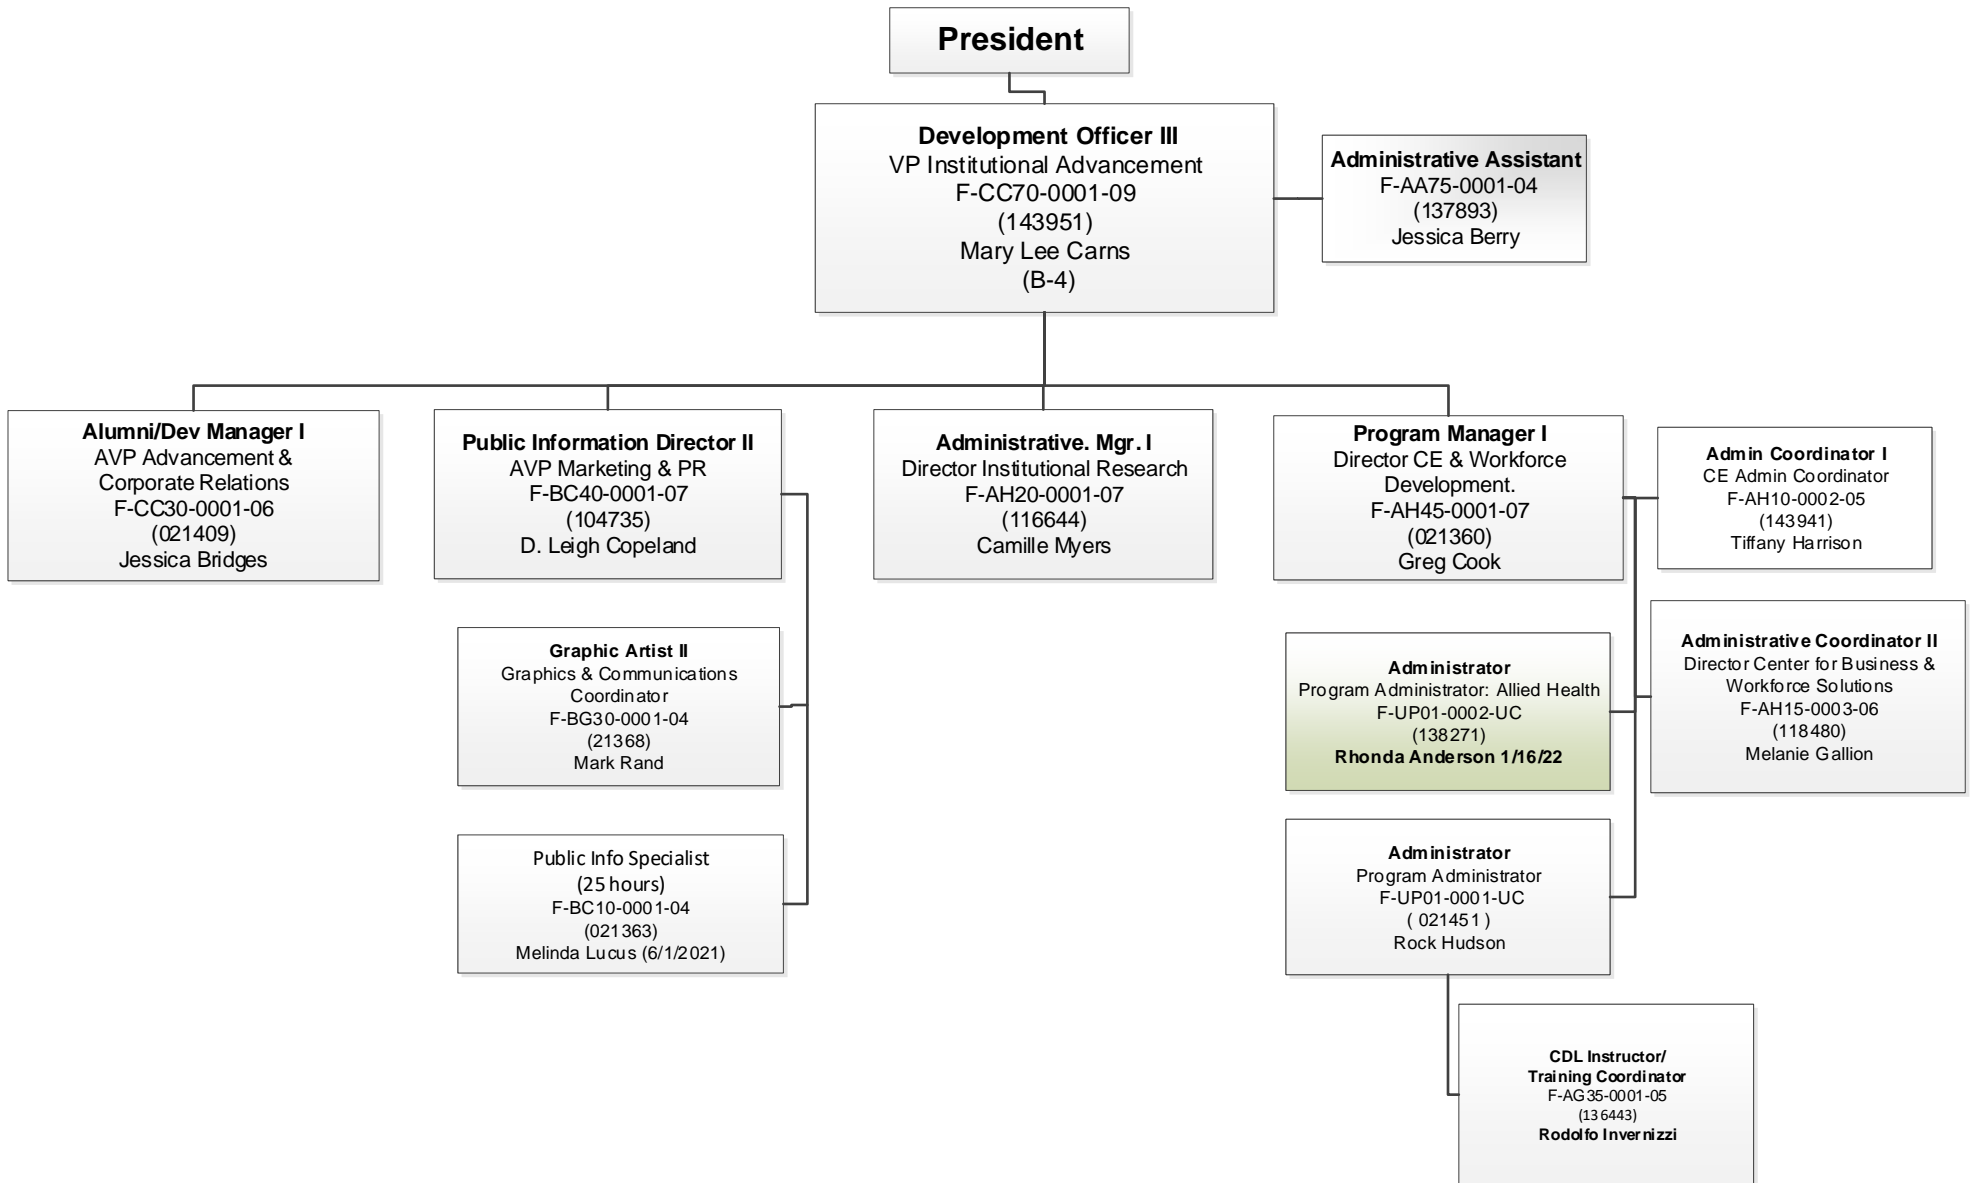 President
Development Officer III
VP Institutional Advancement
F-CC70-0001-09
(143951)
Mary Lee Carns
(B-4)
Administrative Assistant
F-AA75-0001-04
(137893)
Jessica Berry
Alumni/Dev Manager I
AVP Advancement &
Corporate Relations
F-CC30-0001-06
(021409)
Jessica Bridges
Public Information Director II
AVP Marketing & PR
F-BC40-0001-07
(104735)
D. Leigh Copeland
Administrative. Mgr. I
Director Institutional Research
F-AH20-0001-07
(116644)
Camille Myers
Program Manager I
Director CE & Workforce
Development.
F-AH45-0001-07
(021360)
Greg Cook
Admin Coordinator I
CE Admin Coordinator
F-AH10-0002-05
(143941)
Tiffany Harrison
Graphic Artist II
Graphics & Communications
Coordinator
F-BG30-0001-04
(21368)
Mark Rand
Administrator
Program Administrator: Allied Health
F-UP01-0002-UC
(138271)
Rhonda Anderson 1/16/22
Administrative Coordinator II
Director Center for Business &
Workforce Solutions
F-AH15-0003-06
(118480)
Melanie Gallion
Public Info Specialist
(25 hours)
F-BC10-0001-04
(021363)
Melinda Lucus (6/1/2021)
Administrator
Program Administrator
F-UP01-0001-UC
( 021451 )
Rock Hudson
CDL Instructor/
Training Coordinator
F-AG35-0001-05
(136443)
Rodolfo Invernizzi